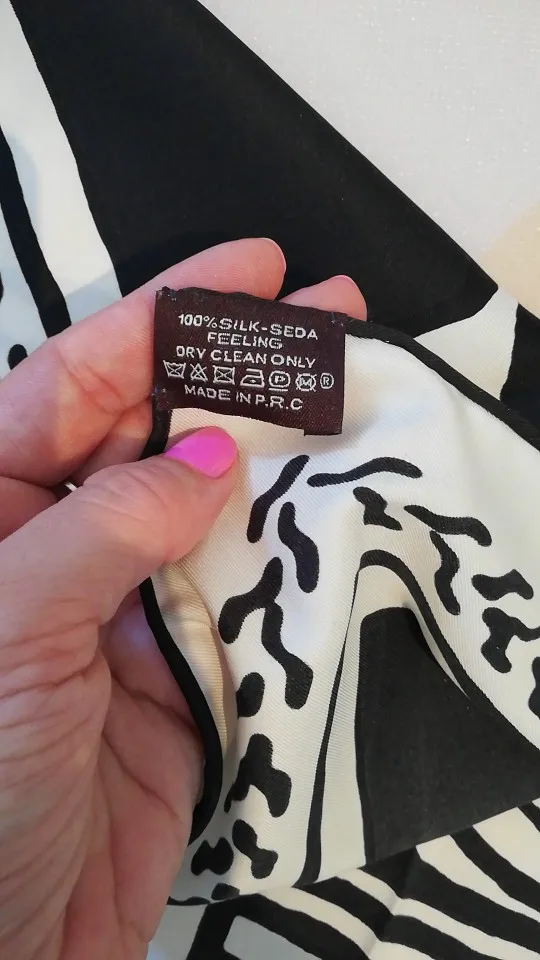 100% SILK-SEDA
FEELING
DRY CLEAN ONLY
P M R
MADE IN P.R.C